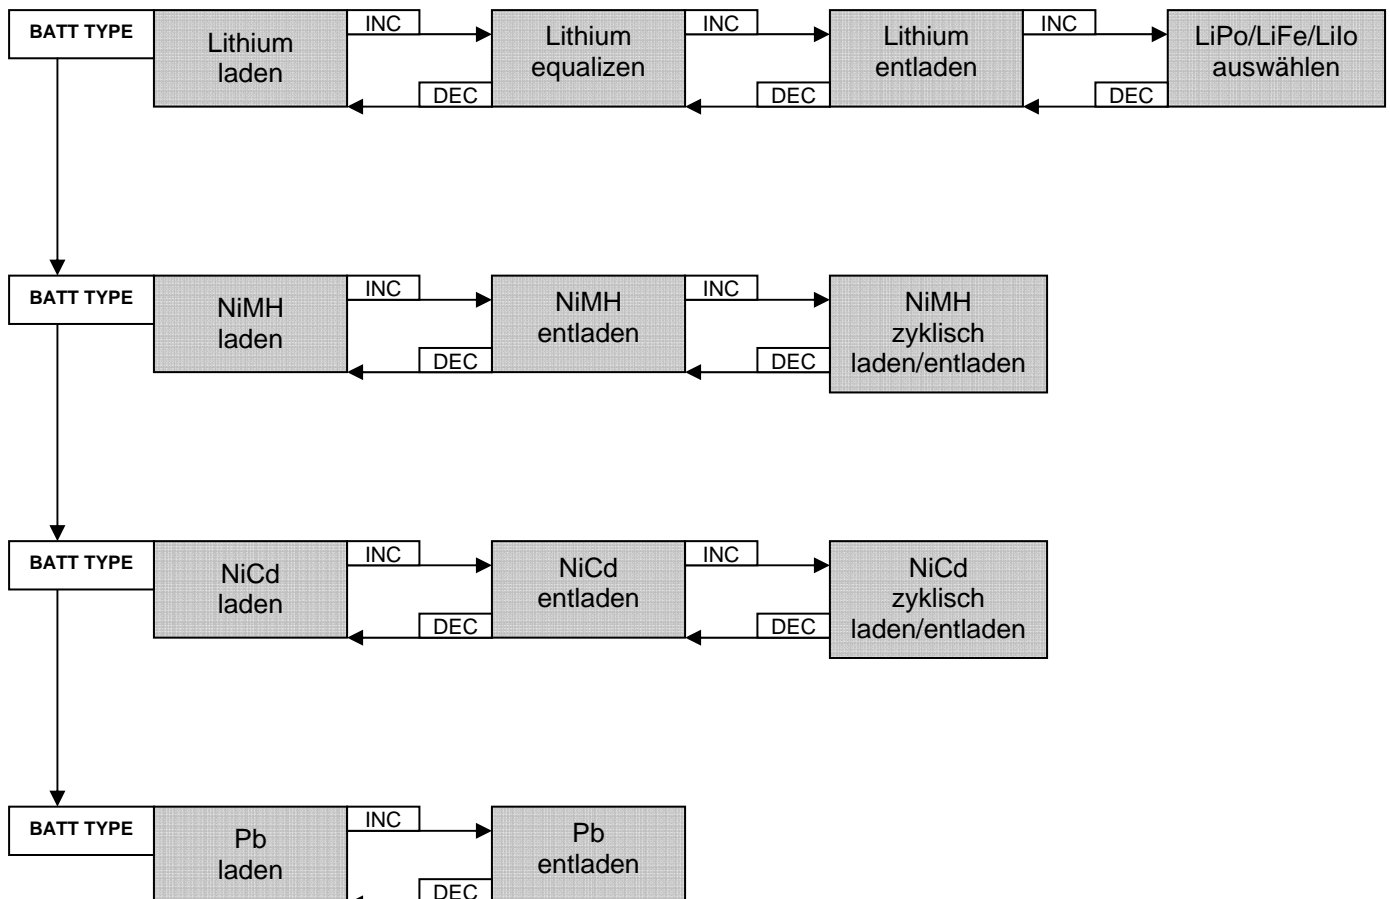 BATT TYPE
Lithium
laden
INC
DEC
Lithium
equalizen
INC
DEC
Lithium
entladen
INC
DEC
LiPo/LiFe/LiIo
auswählen
BATT TYPE
NiMH
laden
INC
DEC
NiMH
entladen
INC
DEC
NiMH
zyklisch
laden/entladen
BATT TYPE
NiCd
laden
INC
DEC
NiCd
entladen
INC
DEC
NiCd
zyklisch
laden/entladen
BATT TYPE
Pb
laden
INC
DEC
Pb
entladen